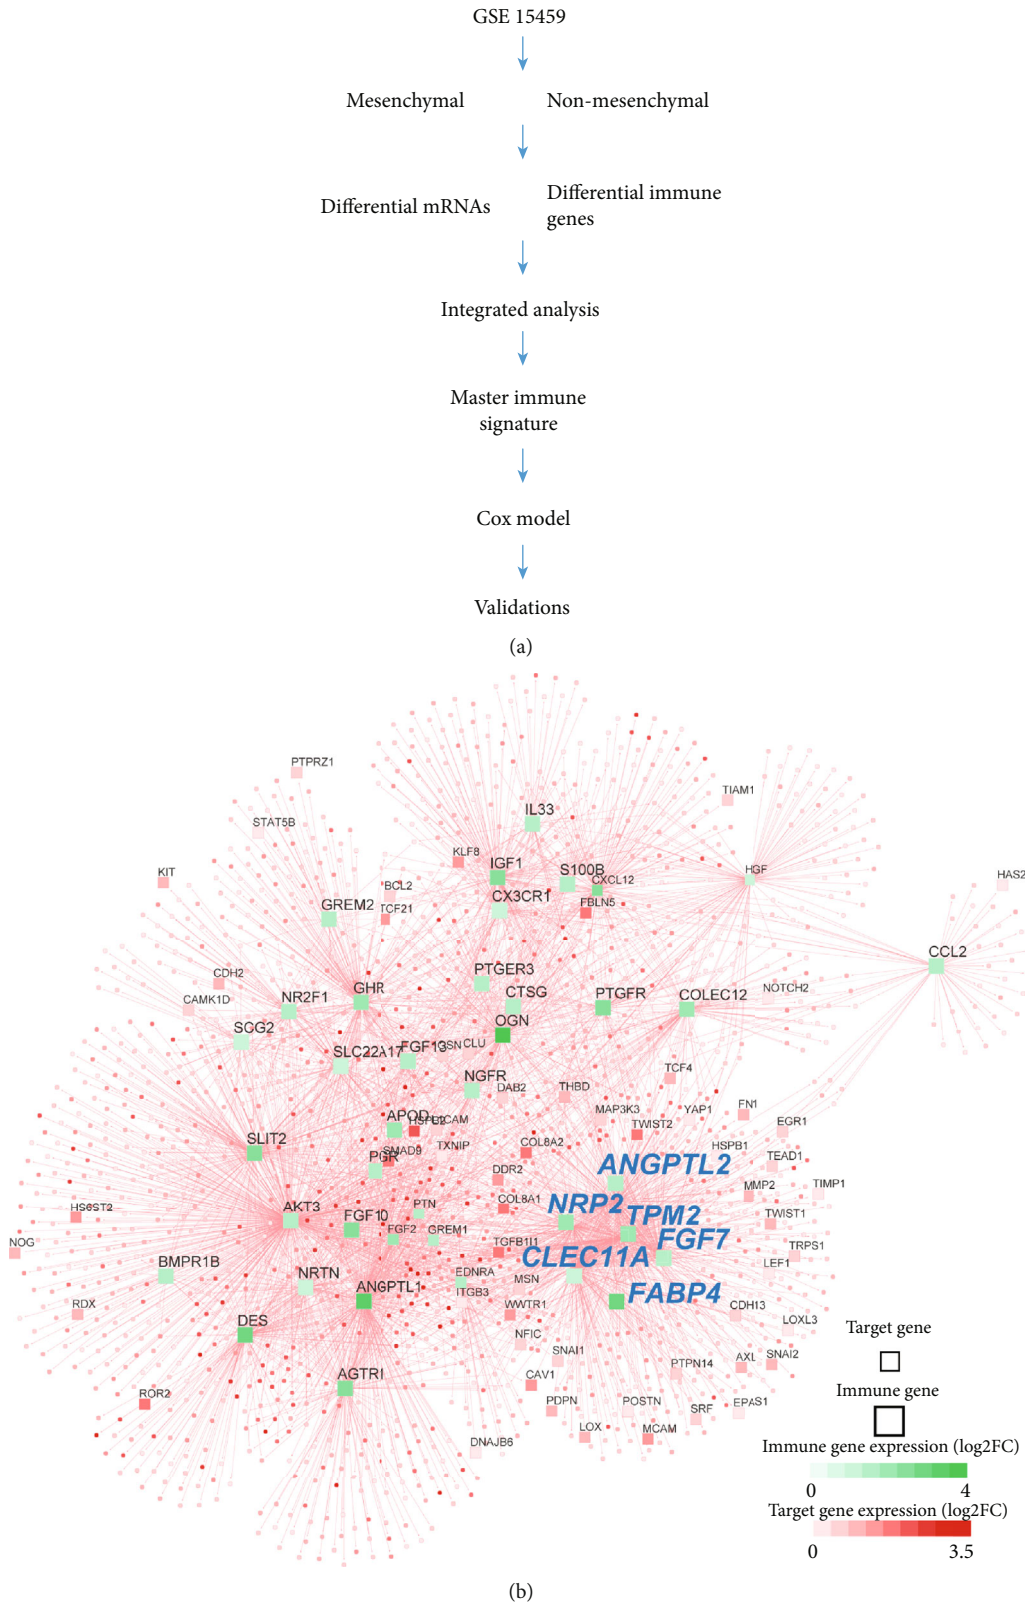 GSE 15459
Mesenchymal
Non-mesenchymal
Differential mRNAs
Differential immune
genes
Integrated analysis
Master immune
signature
Cox model
Validations
(a)
PTPRZ1
TIAM1
IL33
STAT5B
KLF8
IGF1
S100B
CXCL12
HGF
KIT
BCL2
HAS2
GREM2
TCF21
CX3CR1
FBLN5
CCL2
CDH2
PTGER3
NOTCH2
CAMK1D
NR2F1
GHR
CTSG
PTGFR
COLEC12
OGN
SCG2
SLC22A17
FGF13
CLU
NGFR
DAB2
THBD
TCF4
APOD
HSPB2
MAP3K3
YAP1
FN1
TWIST2
EGR1
SLIT2
SMAD9
TXNIP
COL8A2
HSPB1
PGR
DDR2
ANGPTL2
TEAD1
HS6ST2
AKT3
FGF10
PTN
COL8A1
NRP2
TPM2
MMP2
TIMP1
TWIST1
FGF2
GREM1
NOG
TGFB1I1
FGF7
TRPS1
BMPR1B
NRTN
EDNRA
CLEC11A
LEF1
ITGB3
MSN
RDX
ANGPTL1
WWTR1
FABP4
CDH13
DES
NFIC
LOXL3
SNAI1
Target gene
AGTRI
CAV1
PTPN14
AXL
SNAI2
ROR2
PDPN
POSTN
SRF
EPAS1
Immune gene
DNAJB6
LOX
MCAM
Immune gene expression (log2FC)
0 4
Target gene expression (log2FC)
0 3.5
(b)